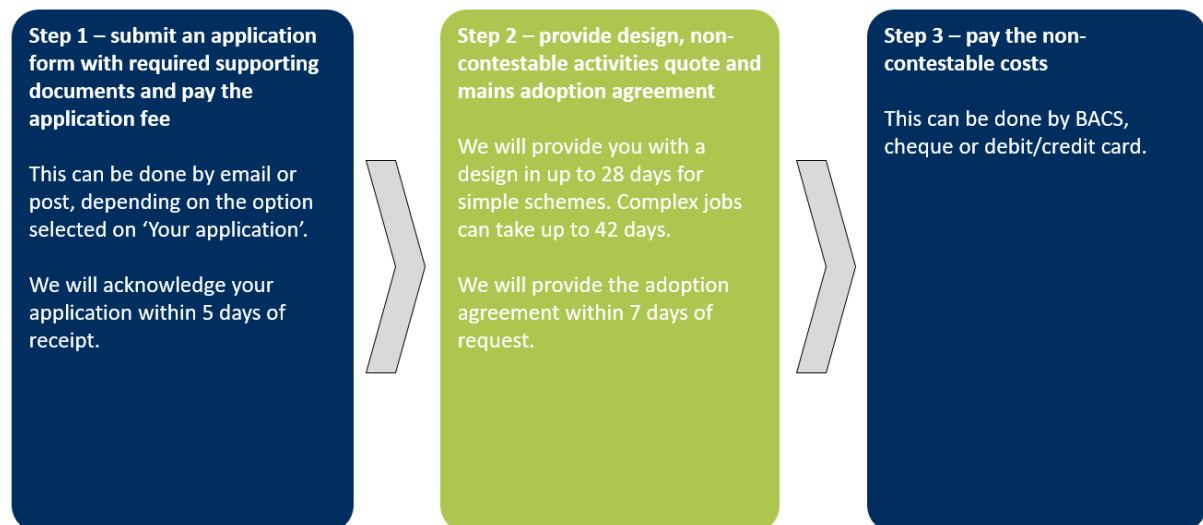 Step 1 – submit an application
form with required supporting
documents and pay the
application fee
This can be done by email or
post, depending on the option
selected on ‘Your application’.
We will acknowledge your
application within 5 days of
receipt.
Step 2 – provide design, non-
contestable activities quote and
mains adoption agreement
We will provide you with a
design in up to 28 days for
simple schemes. Complex jobs
can take up to 42 days.
We will provide the adoption
agreement within 7 days of
request.
Step 3 – pay the non-
contestable costs
This can be done by BACS,
cheque or debit/credit card.